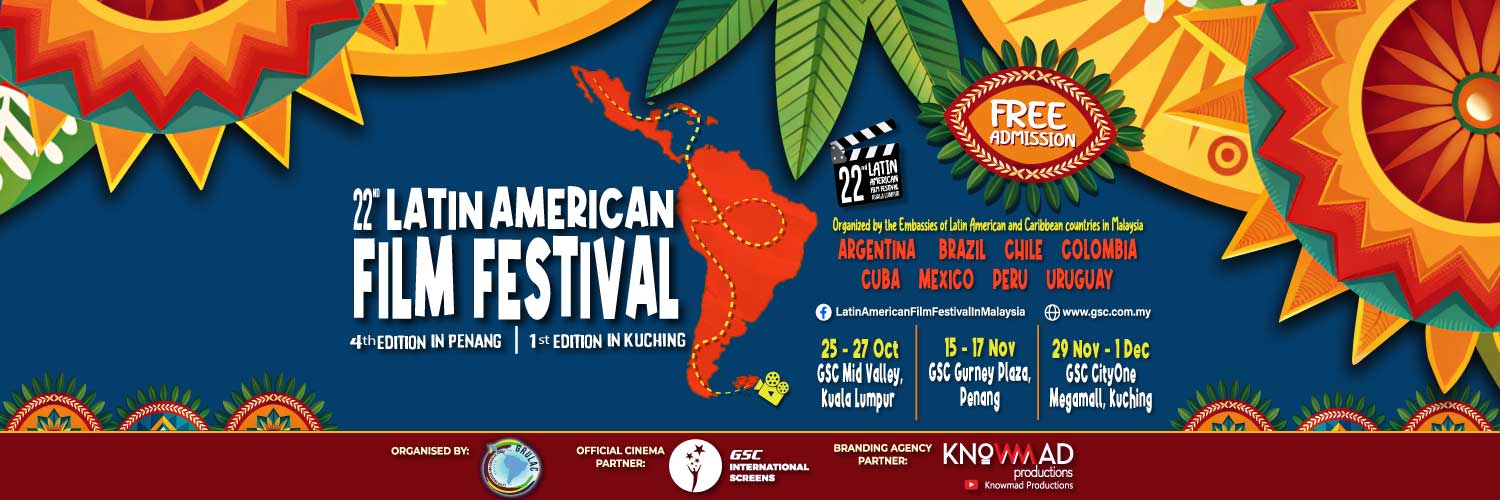 22ND LATIN AMERICAN
FILM FESTIVAL
4th EDITION IN PENANG | 1st EDITION IN KUCHING
22ND LATIN
AMERICAN
FILM FESTIVAL
KUALA LUMPUR
FREE
ADMISSION
Organized by the Embassies of Latin American and Caribbean countries in Malaysia
ARGENTINA BRAZIL CHILE COLOMBIA
CUBA MEXICO PERU URUGUAY
LatinAmericanFilmFestivalInMalaysia
www.gsc.com.my
25 - 27 Oct
GSC Mid Valley,
Kuala Lumpur
15 - 17 Nov
GSC Gurney Plaza,
Penang
29 Nov - 1 Dec
GSC CityOne
Megamall, Kuching
ORGANISED BY:
GRULAC
OFFICIAL CINEMA
PARTNER:
GSC
INTERNATIONAL
SCREENS
BRANDING AGENCY
PARTNER:
KNOWMAD
productions
Knowmad Productions